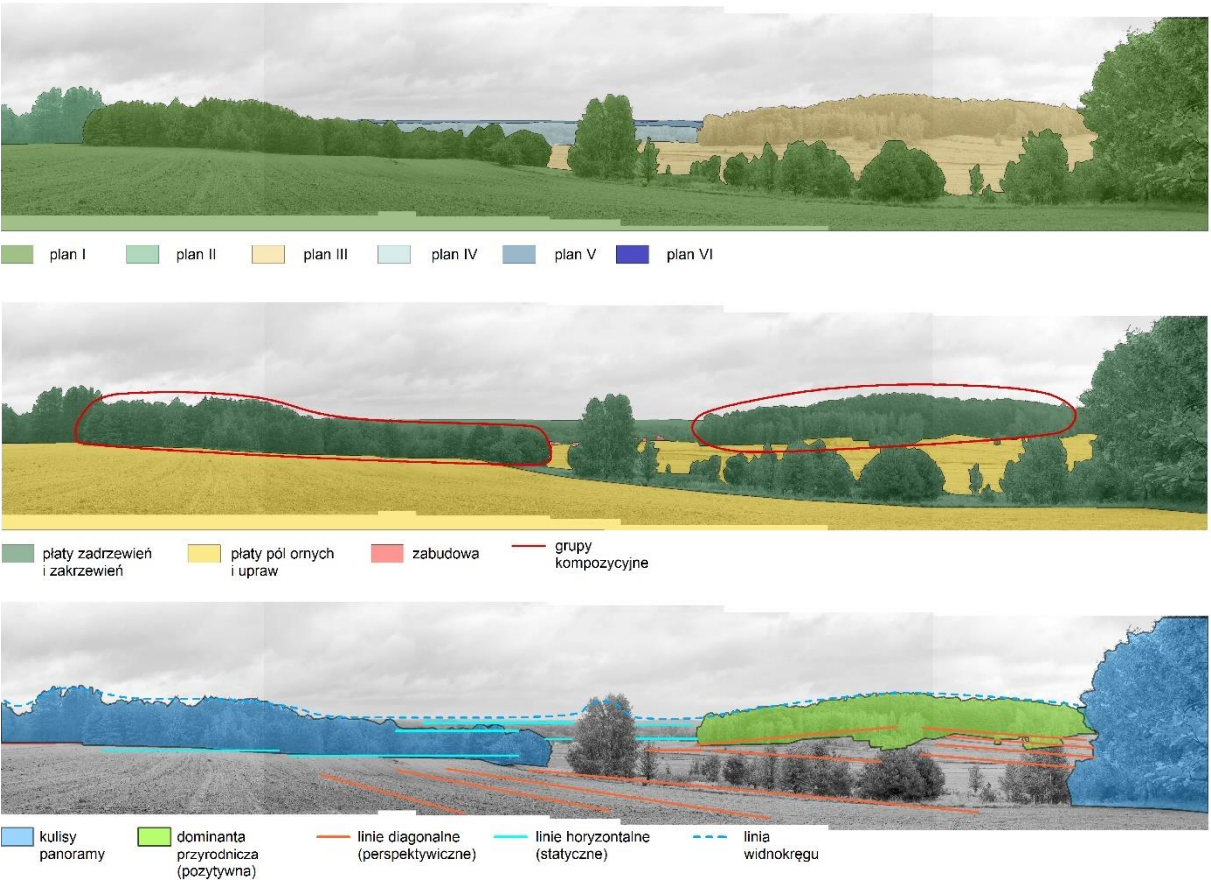 plan I
plan II
plan III
plan IV
plan V
plan VI
płaty zadrzewień
i zakrzewień
płaty pól ornych
i upraw
zabudowa
grupy
kompozycyjne
kulisy
panoramy
dominanta
przyrodnicza
(pozytywna)
linie diagonalne
(perspektywiczne)
linie horyzontalne
(statyczne)
linia
widnokręgu